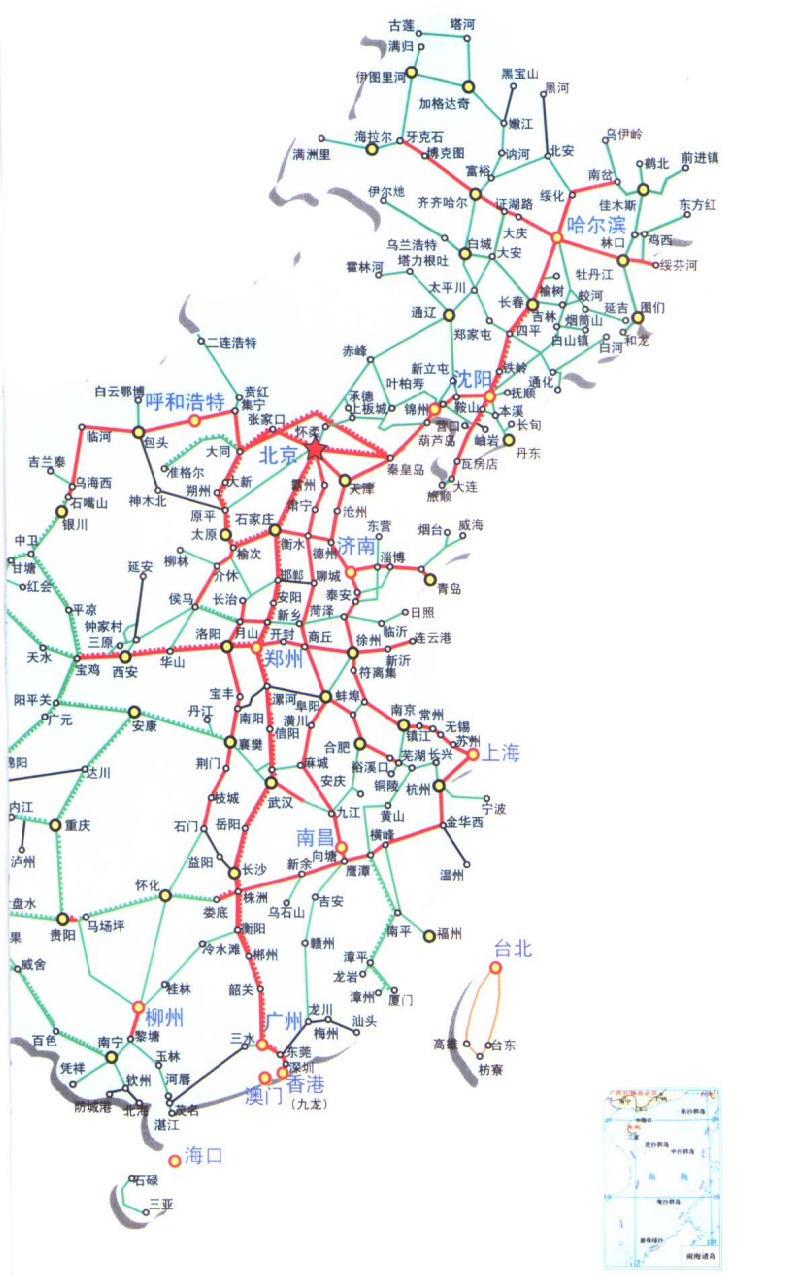 古莲
塔河
满归
伊图里河
加格达奇
黑宝山
黑河
嫩江
海拉尔
牙克石
满洲里
博克图
讷河
北安
乌伊岭
鹤北
前进镇
富裕
南岔
伊尔
齐齐哈尔
绥化
佳木斯
东方红
大庆
哈尔滨
林口
鸡西
乌兰浩特
白城
大安
绥芬河
霍林河
塔力根吐
牡丹江
太平川
榆树
蛟河
长春
吉林
延吉
图们
通辽
烟筒山
郑家屯
四平
白山镇
白河
和龙
二连浩特
赤峰
新立屯
沈阳
铁岭
叶柏寿
通化
抚顺
白云鄂博
呼和浩特
贲红
集宁
承德
上板城
锦州
鞍山
本溪
张家口
怀柔
营口
长甸
葫芦岛
岫岩
丹东
临河
包头
大同
北京
秦皇岛
瓦房店
吉兰泰
准格尔
乌海西
大新
霸州
天津
旅顺
大连
石嘴山
神木北
朔州
银川
原平
肃宁
沧州
石家庄
太原
衡水
德州
济南
东营
烟台
威海
中卫
甘塘
柳林
榆次
淄博
延安
介休
邯郸
聊城
青岛
红会
安阳
泰安
平凉
侯马
长治
菏泽
日照
钟家村
新乡
三原
洛阳
月山
开封
商丘
徐州
临沂
连云港
天水
宝鸡
西安
华山
郑州
新沂
符离集
阳平关
宝丰
漯河
阜阳
蚌埠
广元
安康
丹江
南阳
潢川
南京
常州
信阳
镇江
无锡
襄樊
合肥
苏州
上海
达川
荆门
麻城
裕溪口
芜湖
长兴
安庆
铜陵
杭州
武汉
枝城
内江
黄山
宁波
九江
重庆
石门
岳阳
南昌
横峰
金华西
泸州
益阳
长沙
向塘
鹰潭
温州
新余
怀化
株洲
娄底
乌石山
吉安
盘水
贵阳
马场坪
衡阳
南平
福州
冷水滩
郴州
赣州
台北
威舍
漳平
龙岩
桂林
韶关
漳州
厦门
柳州
广州
龙川
汕头
梅州
百色
黎塘
三水
高雄
台东
南宁
东莞
枋寮
玉林
深圳
凭祥
钦州
河唇
澳门
香港
防城港
北海
茂名
(九龙)
湛江
海口
石碌
三亚
东沙群岛
西沙群岛
中沙群岛
南沙群岛
南海诸岛